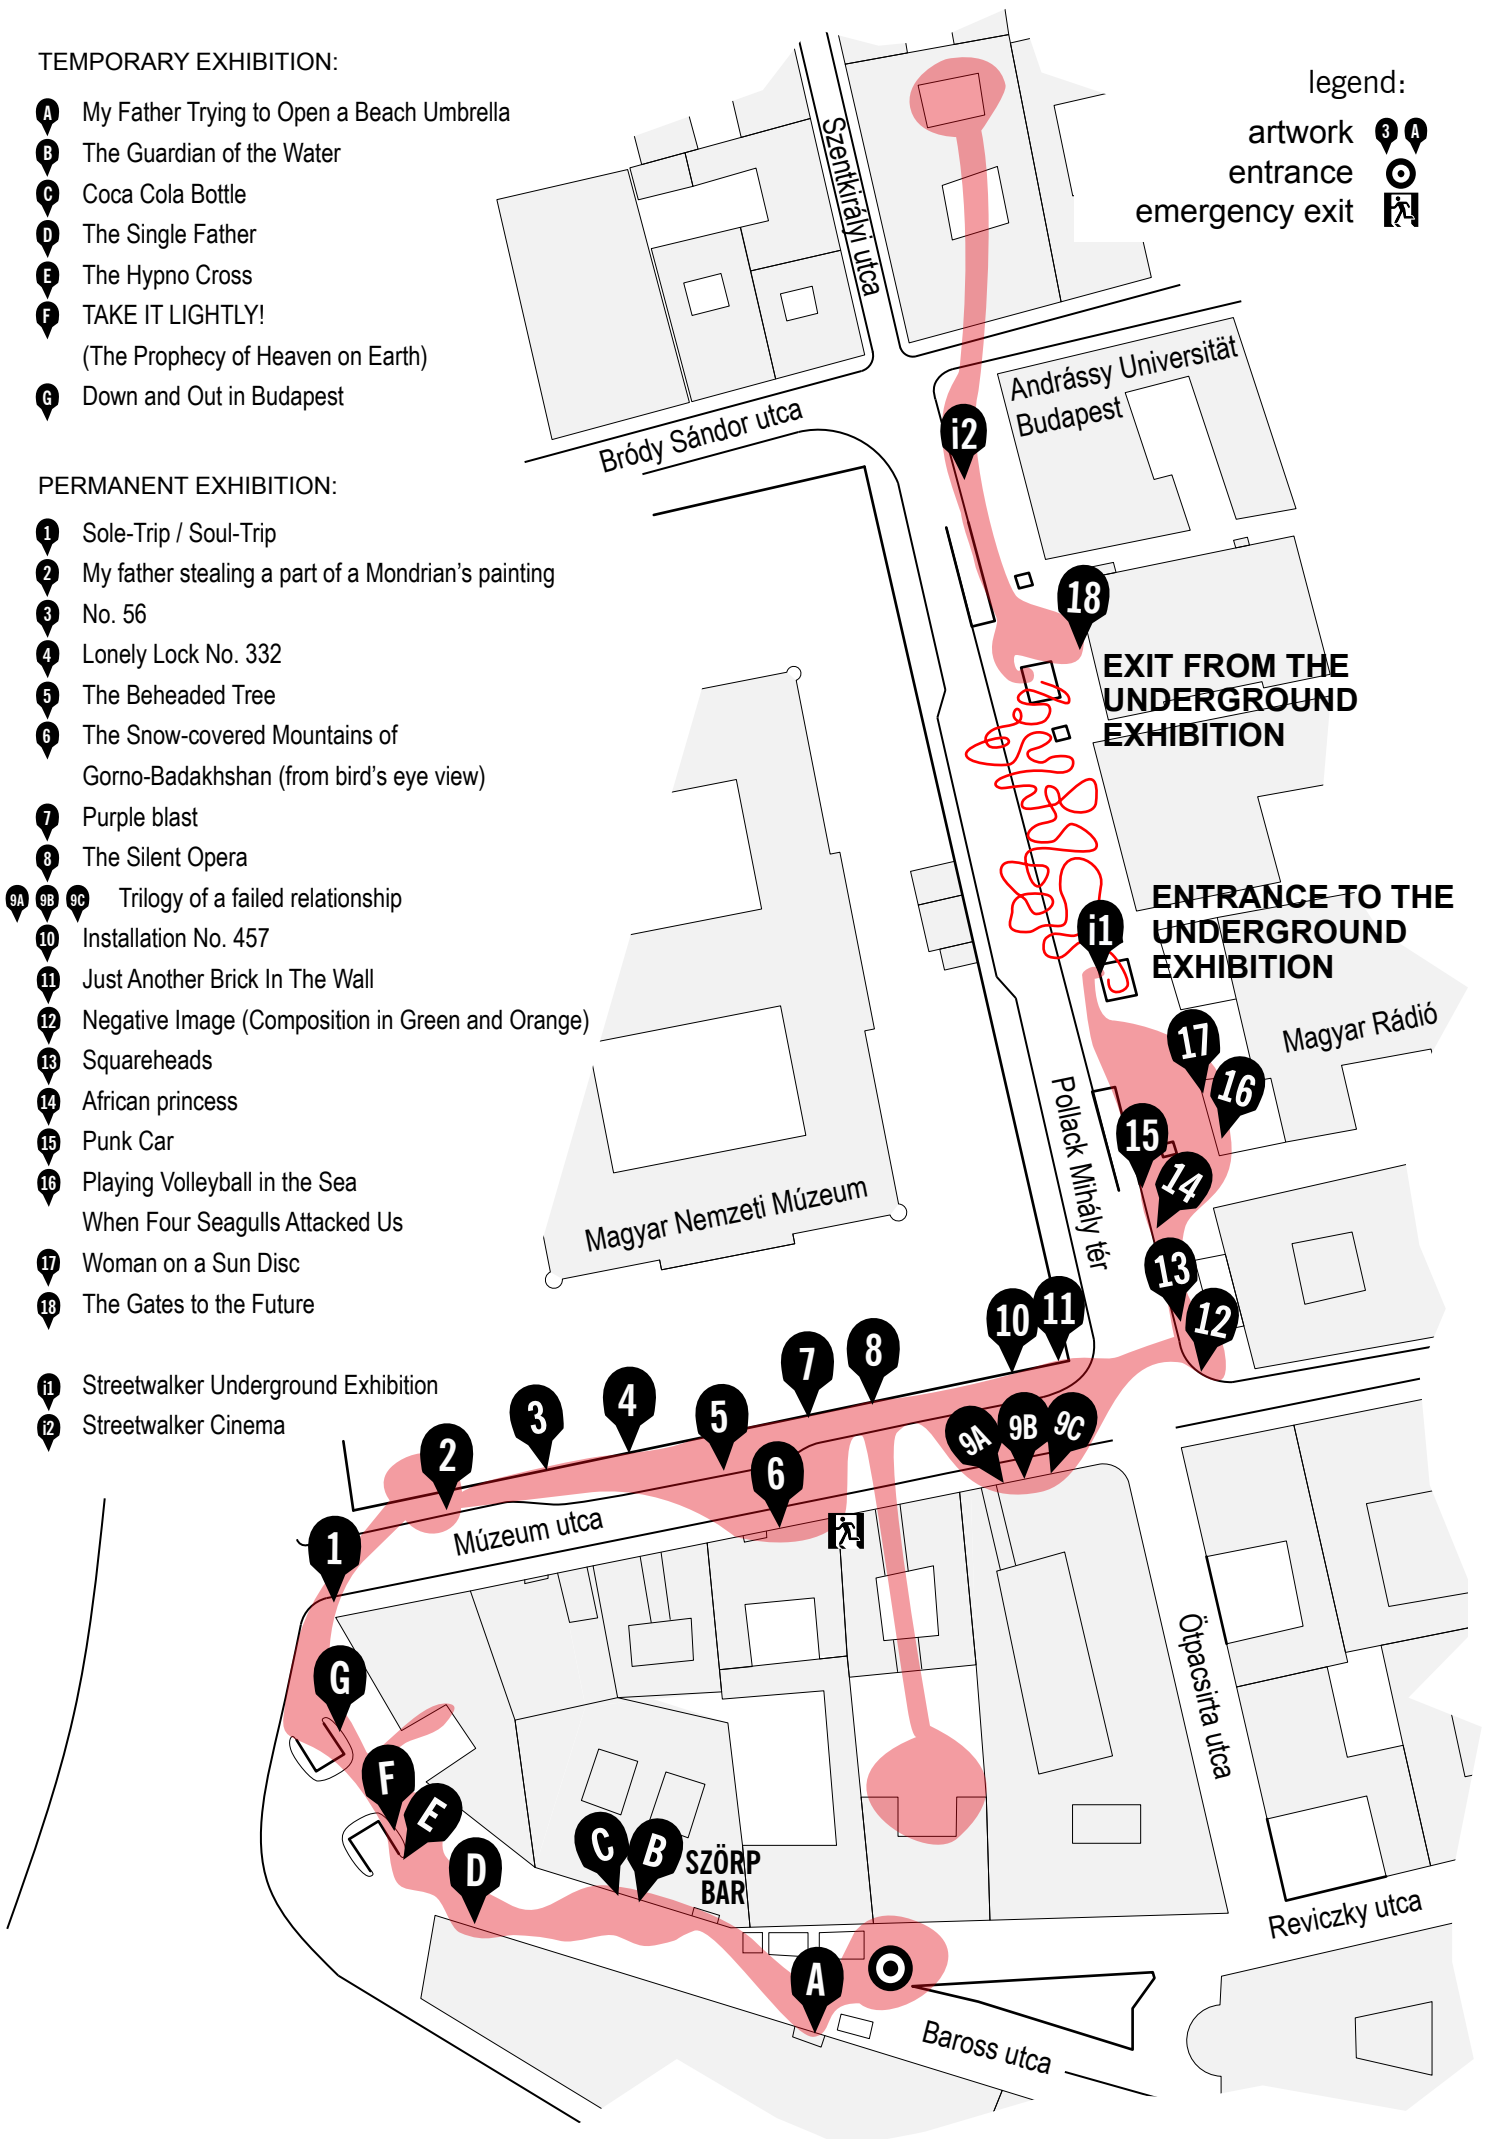 TEMPORARY EXHIBITION:
A My Father Trying to Open a Beach Umbrella
B The Guardian of the Water
C Coca Cola Bottle
D The Single Father
E The Hypno Cross
F TAKE IT LIGHTLY!
(The Prophecy of Heaven on Earth)
G Down and Out in Budapest
PERMANENT EXHIBITION:
1 Sole-Trip / Soul-Trip
2 My father stealing a part of a Mondrian's painting
3 No. 56
4 Lonely Lock No. 332
5 The Beheaded Tree
6 The Snow-covered Mountains of
Gorno-Badakhshan (from bird's eye view)
7 Purple blast
8 The Silent Opera
9A 9B 9C Trilogy of a failed relationship
10 Installation No. 457
11 Just Another Brick In The Wall
12 Negative Image (Composition in Green and Orange)
13 Squareheads
14 African princess
15 Punk Car
16 Playing Volleyball in the Sea
When Four Seagulls Attacked Us
17 Woman on a Sun Disc
18 The Gates to the Future
i1 Streetwalker Underground Exhibition
i2 Streetwalker Cinema
legend:
artwork 3 A
entrance
emergency exit
Szentkirályi utca
Andrássy Universität
Budapest
Bródy Sándor utca
i2
18
EXIT FROM THE
UNDERGROUND
EXHIBITION
i1
ENTRANCE TO THE
UNDERGROUND
EXHIBITION
Magyar Rádió
17
16
Pollack Mihály tér
15
14
Magyar Nemzeti Múzeum
13
12
11
10
8
7
4
3
5
9A
9B
9C
2
6
Múzeum utca
1
Ötpacsirta utca
G
F
E
C
B
SZÖRP
BAR
D
Reviczky utca
A
Baross utca